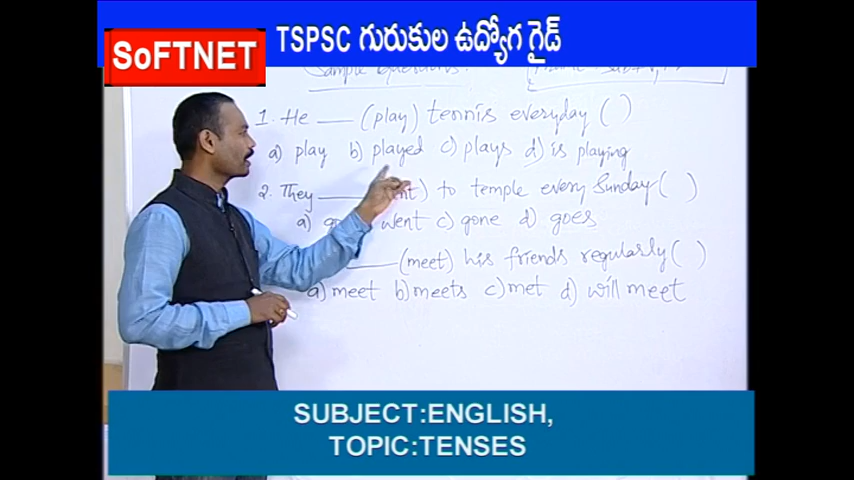 TSPSC గురుకుల ఉద్యోగ గైడ్
SoFTNET
Sample Questions:
1. He ___ (play) tennis everyday ( )
a) play b) played c) plays d) is playing
2. They ___ to temple every Sunday ( )
a) went c) gone d) goes
___ (meet) his friends regularly ( )
a) meet b) meets c) met d) will meet
SUBJECT:ENGLISH,
TOPIC:TENSES